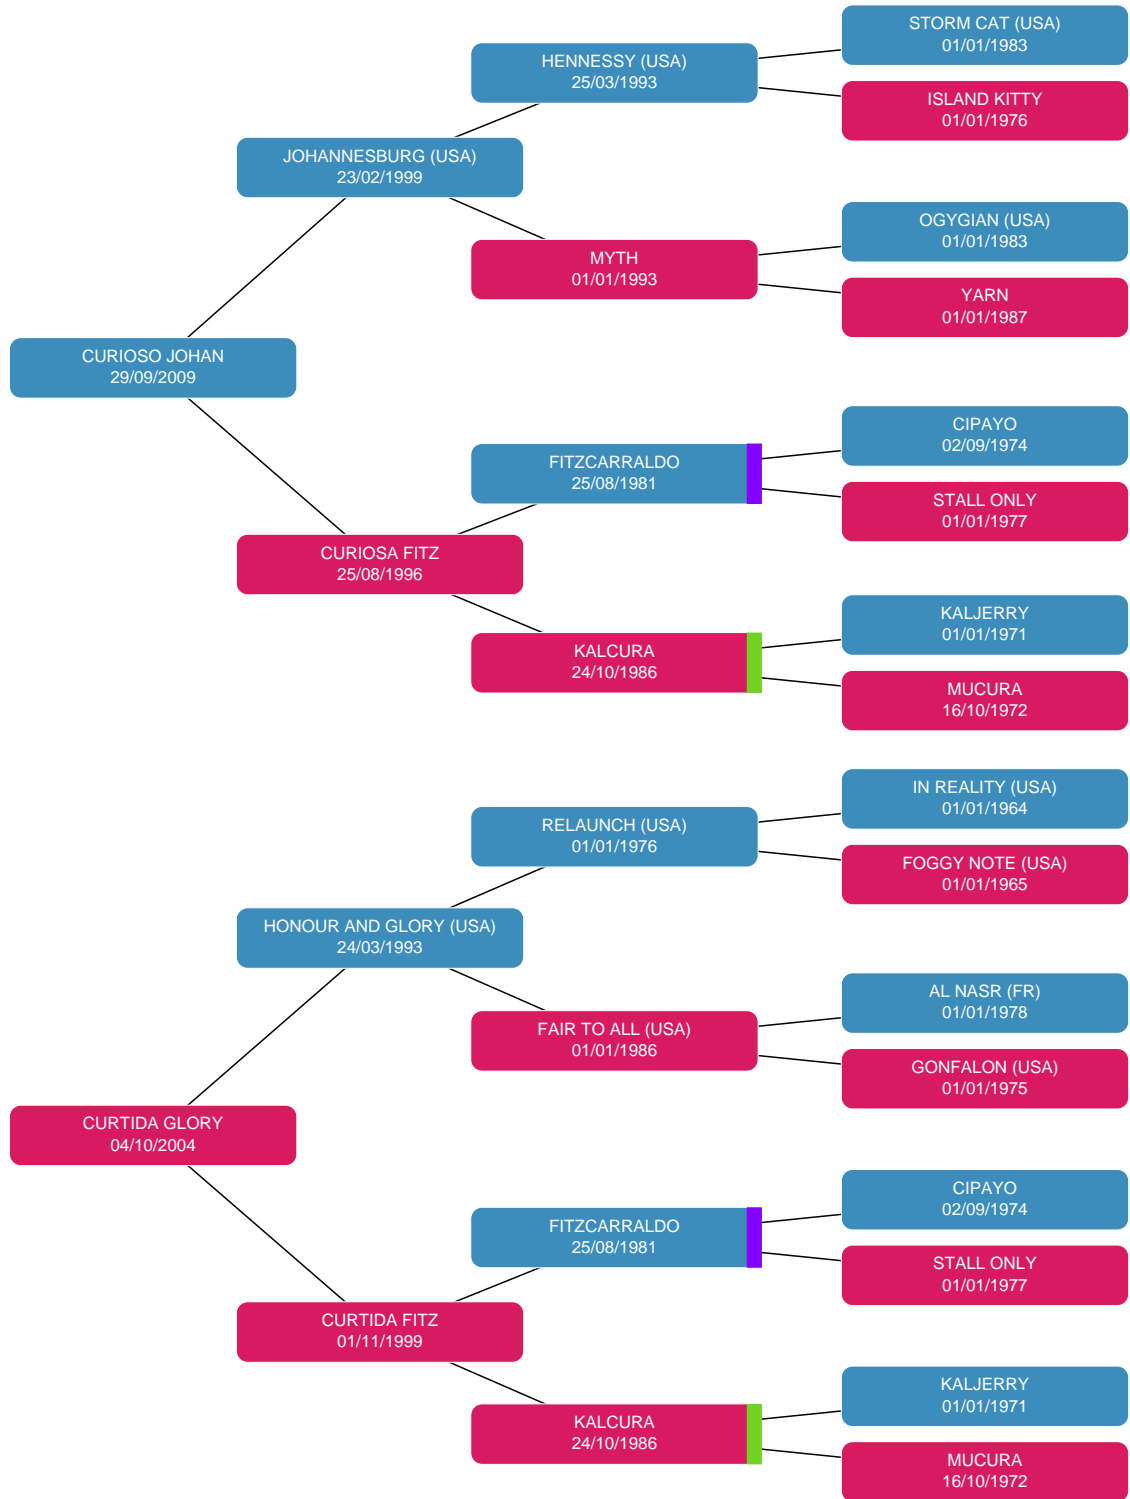 STORM CAT (USA)
01/01/1983
HENNESSY (USA)
25/03/1993
ISLAND KITTY
01/01/1976
JOHANNESBURG (USA)
23/02/1999
OGYGIAN (USA)
01/01/1983
MYTH
01/01/1993
YARN
01/01/1987
CURIOSO JOHAN
29/09/2009
CIPAYO
02/09/1974
FITZCARRALDO
25/08/1981
STALL ONLY
01/01/1977
CURIOSA FITZ
25/08/1996
KALJERRY
01/01/1971
KALCURA
24/10/1986
MUCURA
16/10/1972
IN REALITY (USA)
01/01/1964
RELAUNCH (USA)
01/01/1976
FOGGY NOTE (USA)
01/01/1965
HONOUR AND GLORY (USA)
24/03/1993
AL NASR (FR)
01/01/1978
FAIR TO ALL (USA)
01/01/1986
GONFALON (USA)
01/01/1975
CURTIDA GLORY
04/10/2004
CIPAYO
02/09/1974
FITZCARRALDO
25/08/1981
STALL ONLY
01/01/1977
CURTIDA FITZ
01/11/1999
KALJERRY
01/01/1971
KALCURA
24/10/1986
MUCURA
16/10/1972